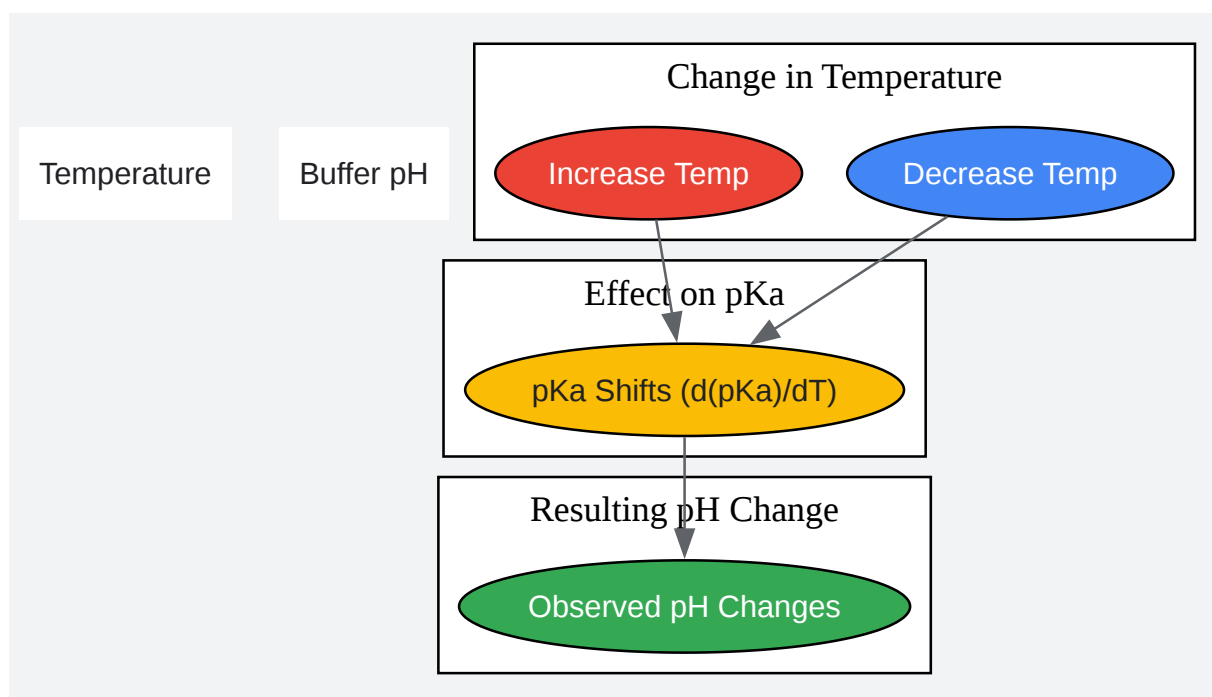 Change in Temperature
Temperature
Buffer pH
Increase Temp
Decrease Temp
Effect on pKa
pKa Shifts (d(pKa)/dT)
Resulting pH Change
Observed pH Changes